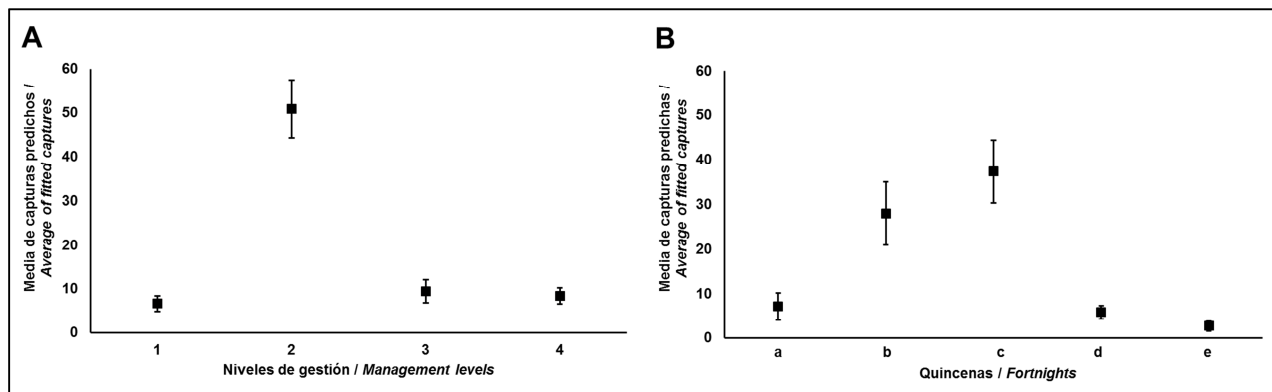 A
Media de capturas predichos /
Average of fitted captures
60
50
40
30
20
10
0
1 2 3 4
Niveles de gestión / Management levels
B
Media de capturas predichas /
Average of fitted captures
60
50
40
30
20
10
0
a b c d e
Quincenas / Fortnights